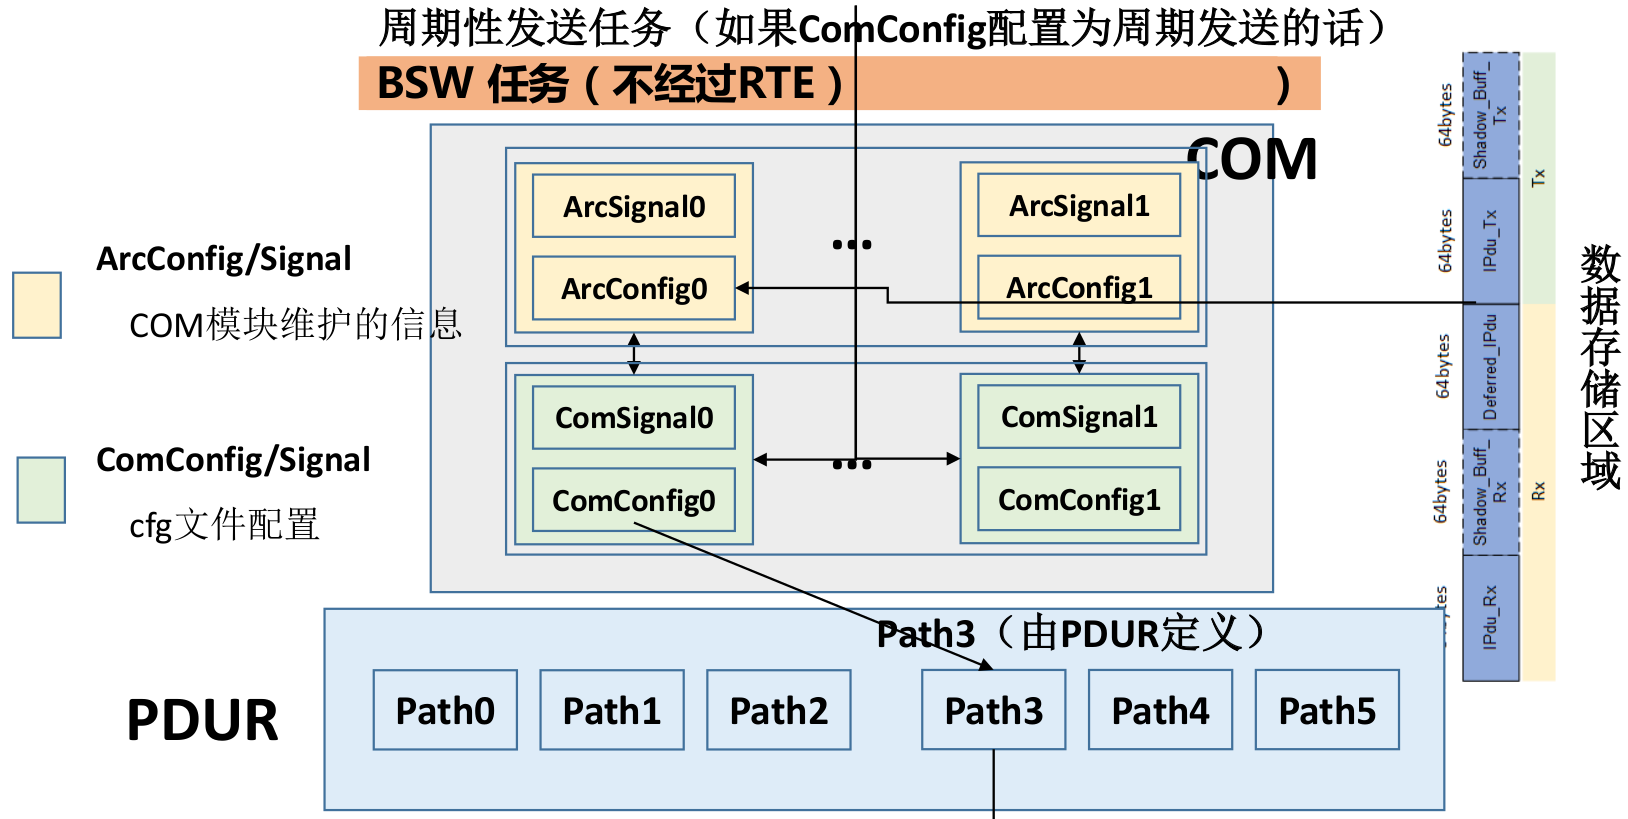 周期性发送任务（如果ComConfig配置为周期发送的话）
BSW 任务（不经过RTE） ）
COM
ArcSignal0
ArcConfig0
...
ArcSignal1
ArcConfig1
ComSignal0
ComConfig0
...
ComSignal1
ComConfig1
ArcConfig/Signal
COM模块维护的信息
ComConfig/Signal
cfg文件配置
64bytes
Shadow_Buff_
Tx
64bytes
IPdu_Tx
Tx
64bytes
Deferred_IPdu
64bytes
Shadow_Buff_
Rx
IPdu_Rx
Rx
数据存储区域
PDUR
Path3（由PDUR定义）
Path0
Path1
Path2
Path3
Path4
Path5